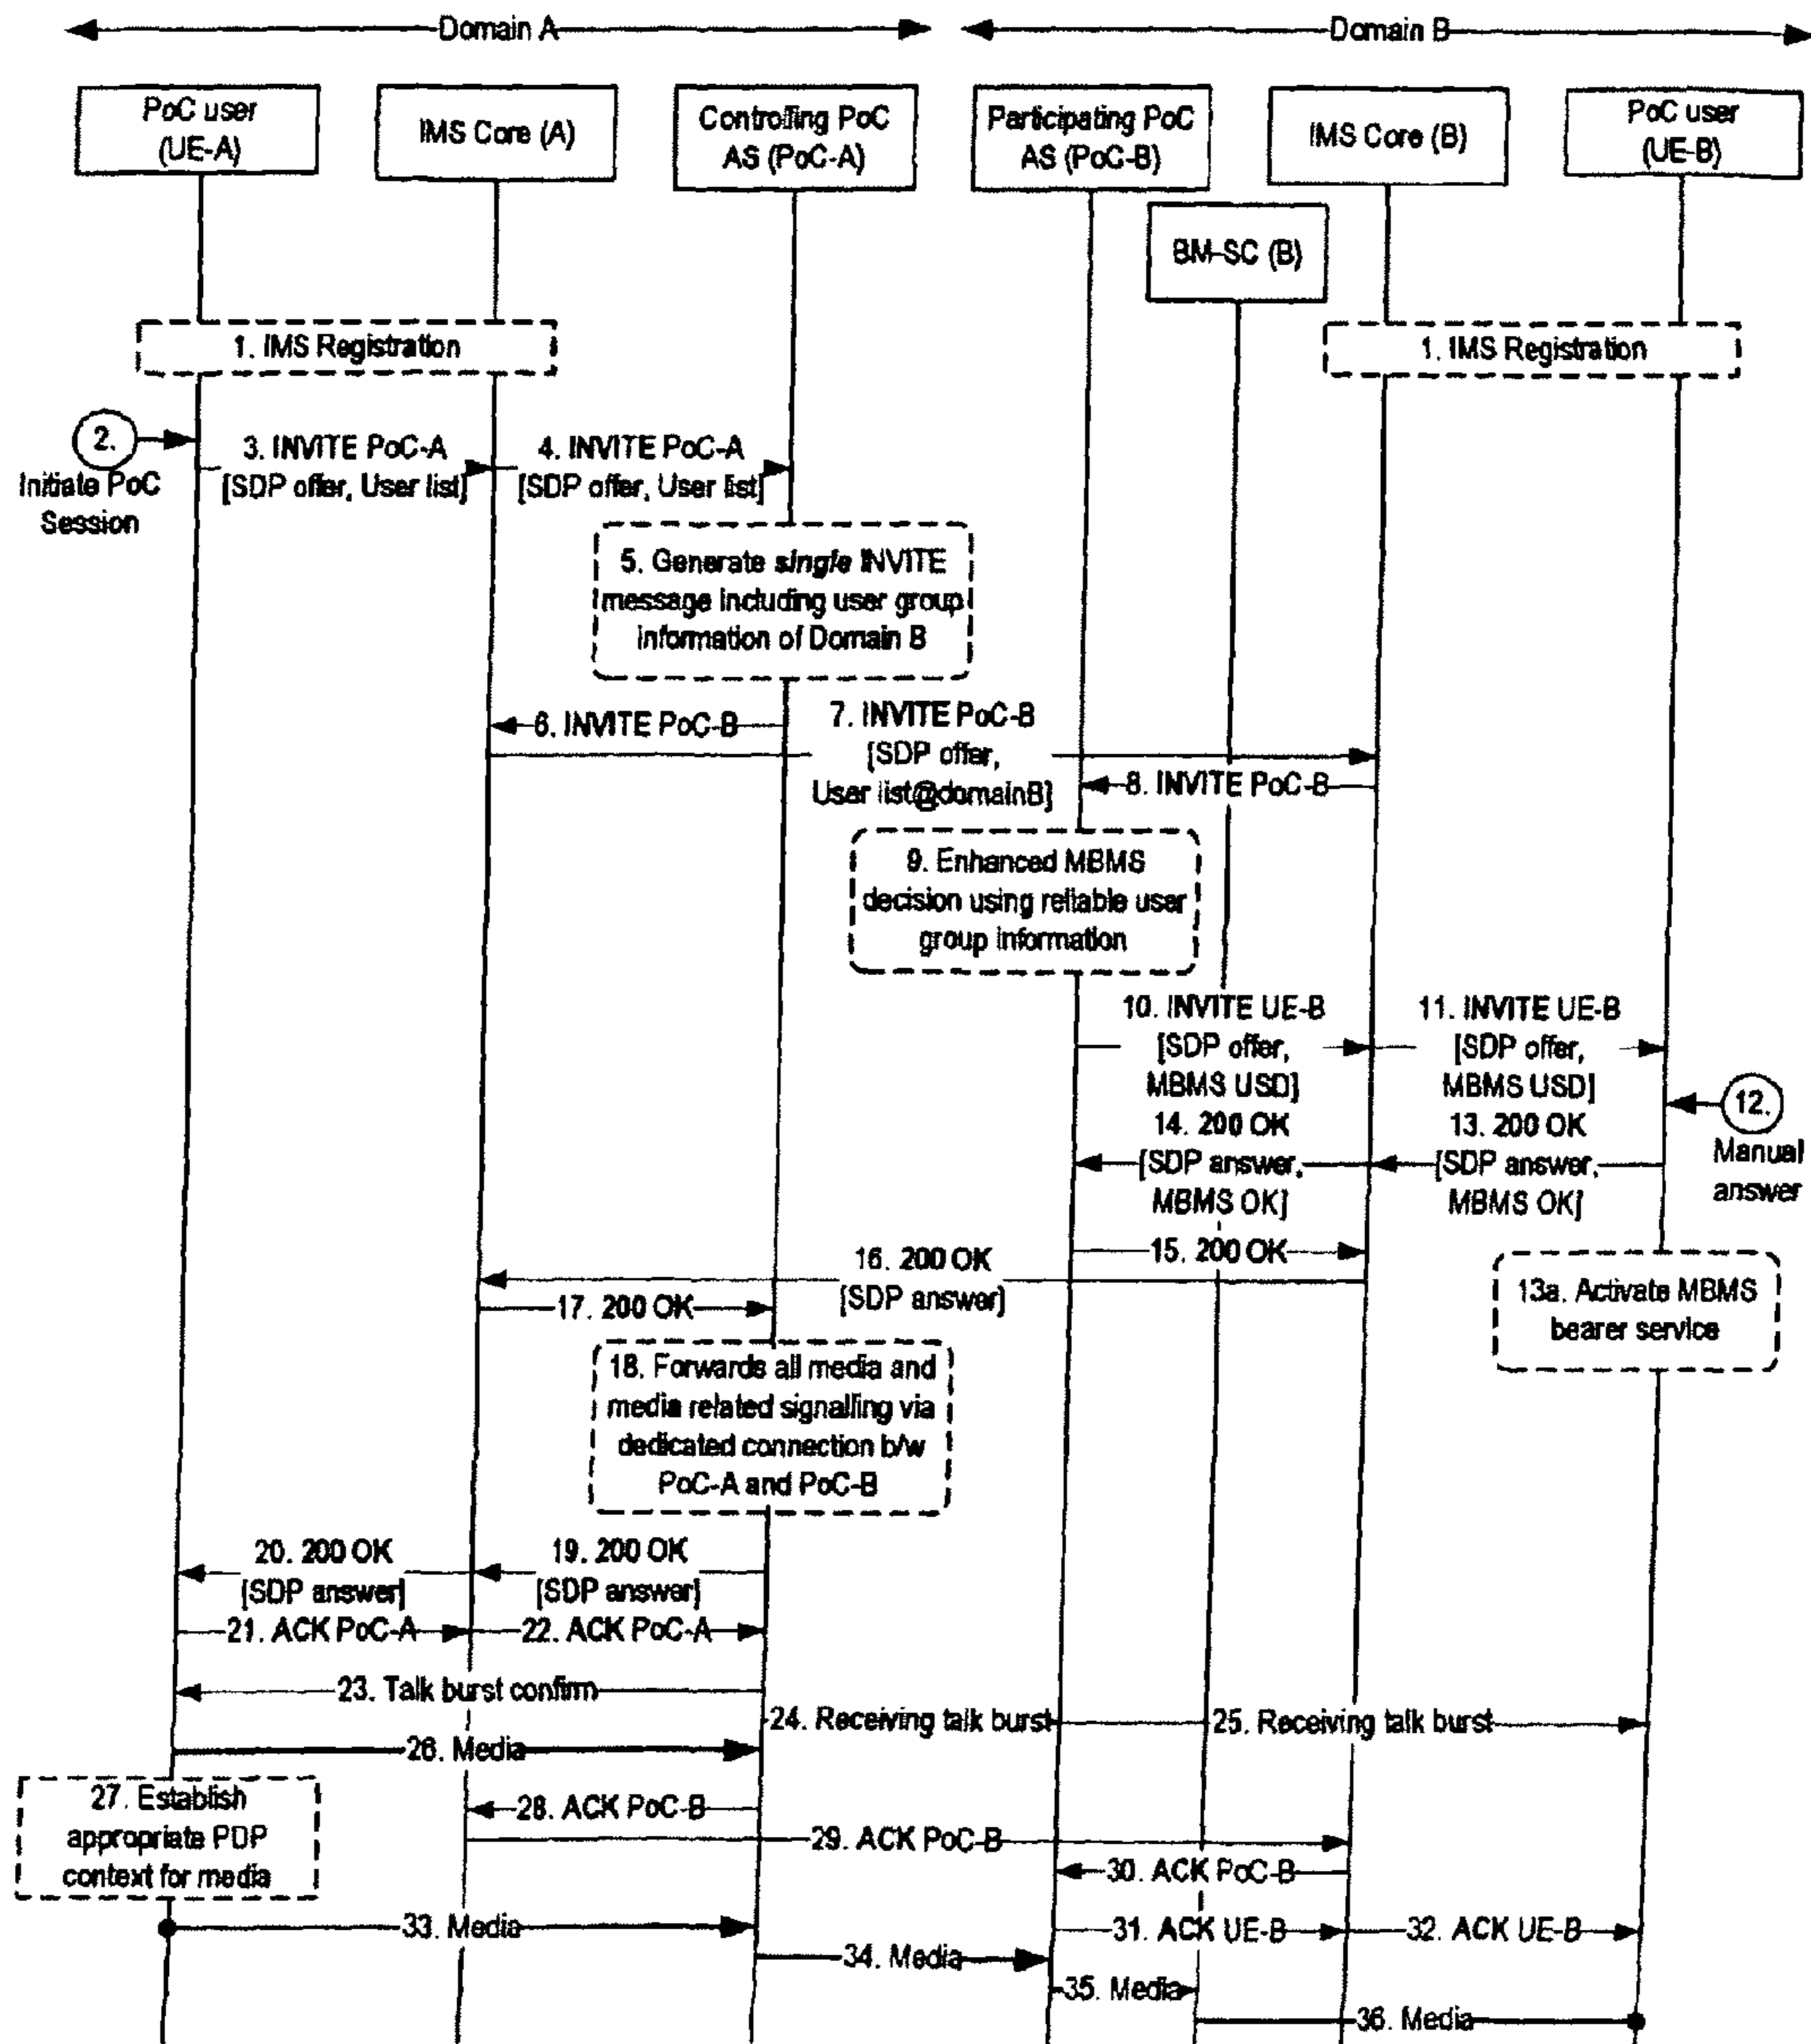 Domain A
Domain B
PoC user
(UE-A)
IMS Core (A)
Controlling PoC
AS (PoC-A)
Participating PoC
AS (PoC-B)
IMS Core (B)
PoC user
(UE-B)
BM-SC (B)
1. IMS Registration
1. IMS Registration
2.
Initiate PoC
Session
3. INVITE PoC-A
[SDP offer, User list]
4. INVITE PoC-A
[SDP offer, User list]
5. Generate single INVITE
message including user group
information of Domain B
6. INVITE PoC-B
7. INVITE PoC-B
[SDP offer,
User list@domainB]
8. INVITE PoC-B
9. Enhanced MBMS
decision using reliable user
group information
10. INVITE UE-B
[SDP offer,
MBMS USD]
11. INVITE UE-B
[SDP offer,
MBMS USD]
12.
Manual
answer
14. 200 OK
[SDP answer,
MBMS OK]
13. 200 OK
[SDP answer,
MBMS OK]
15. 200 OK
16. 200 OK
[SDP answer]
13a. Activate MBMS
bearer service
17. 200 OK
18. Forwards all media and
media related signalling via
dedicated connection b/w
PoC-A and PoC-B
20. 200 OK
[SDP answer]
19. 200 OK
[SDP answer]
21. ACK PoC-A
22. ACK PoC-A
23. Talk burst confirm
24. Receiving talk burst
25. Receiving talk burst
26. Media
27. Establish
appropriate PDP
context for media
28. ACK PoC-B
29. ACK PoC-B
30. ACK PoC-B
33. Media
31. ACK UE-B
32. ACK UE-B
34. Media
35. Media
36. Media